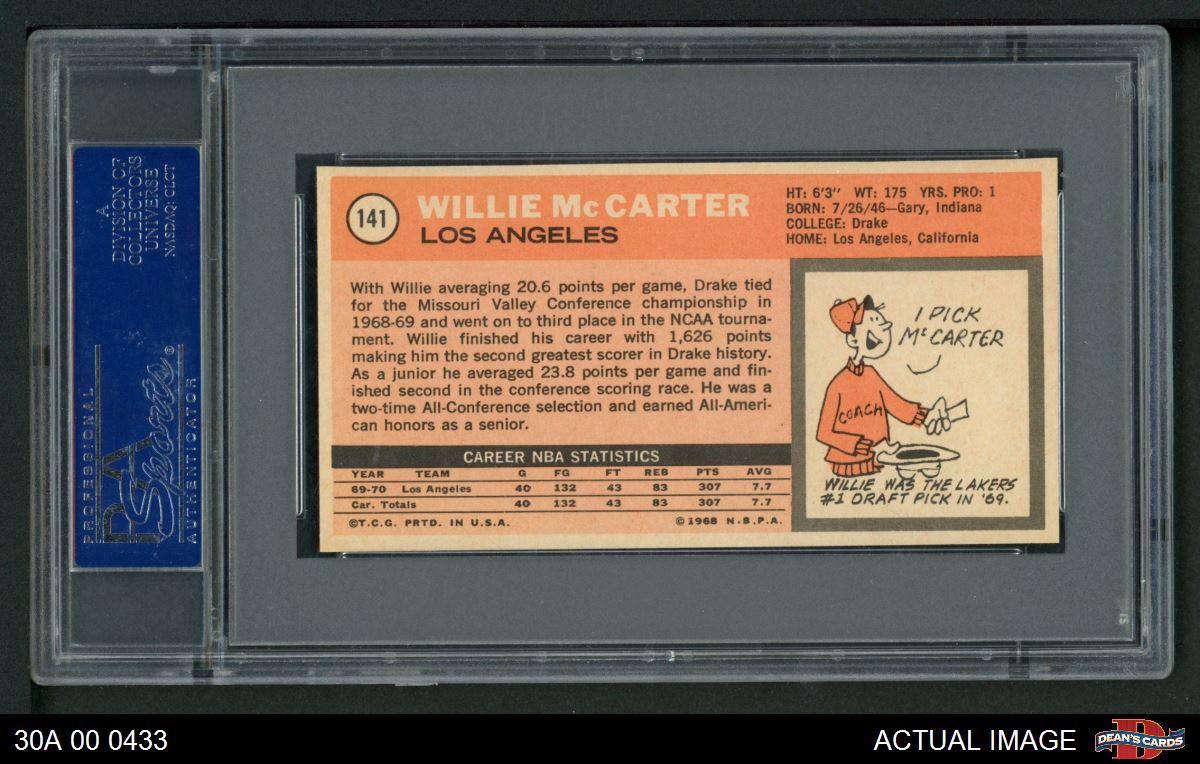 A
DIVISION OF
COLLECTORS
UNIVERSE
NASDAQ: CLCT
PROFESSIONAL
PSA
Sports®
AUTHENTICATOR
141
WILLIE McCARTER
LOS ANGELES
HT: 6'3" WT: 175 YRS. PRO: 1
BORN: 7/26/46—Gary, Indiana
COLLEGE: Drake
HOME: Los Angeles, California
With Willie averaging 20.6 points per game, Drake tied
for the Missouri Valley Conference championship in
1968-69 and went on to third place in the NCAA tourna-
ment. Willie finished his career with 1,626 points
making him the second greatest scorer in Drake history.
As a junior he averaged 23.8 points per game and fin-
ished second in the conference scoring race. He was a
two-time All-Conference selection and earned All-Ameri-
can honors as a senior.
CAREER NBA STATISTICS
YEAR TEAM G FG FT REB PTS AVG
69-70 Los Angeles 40 132 43 83 307 7.7
Car. Totals 40 132 43 83 307 7.7
©T.C.G. PRTD. IN U.S.A. ©1968 N.B.P.A.
I PICK
McCARTER
COACH
WILLIE WAS THE LAKERS
#1 DRAFT PICK IN '69.
30A 00 0433
ACTUAL IMAGE
DEAN'S CARDS